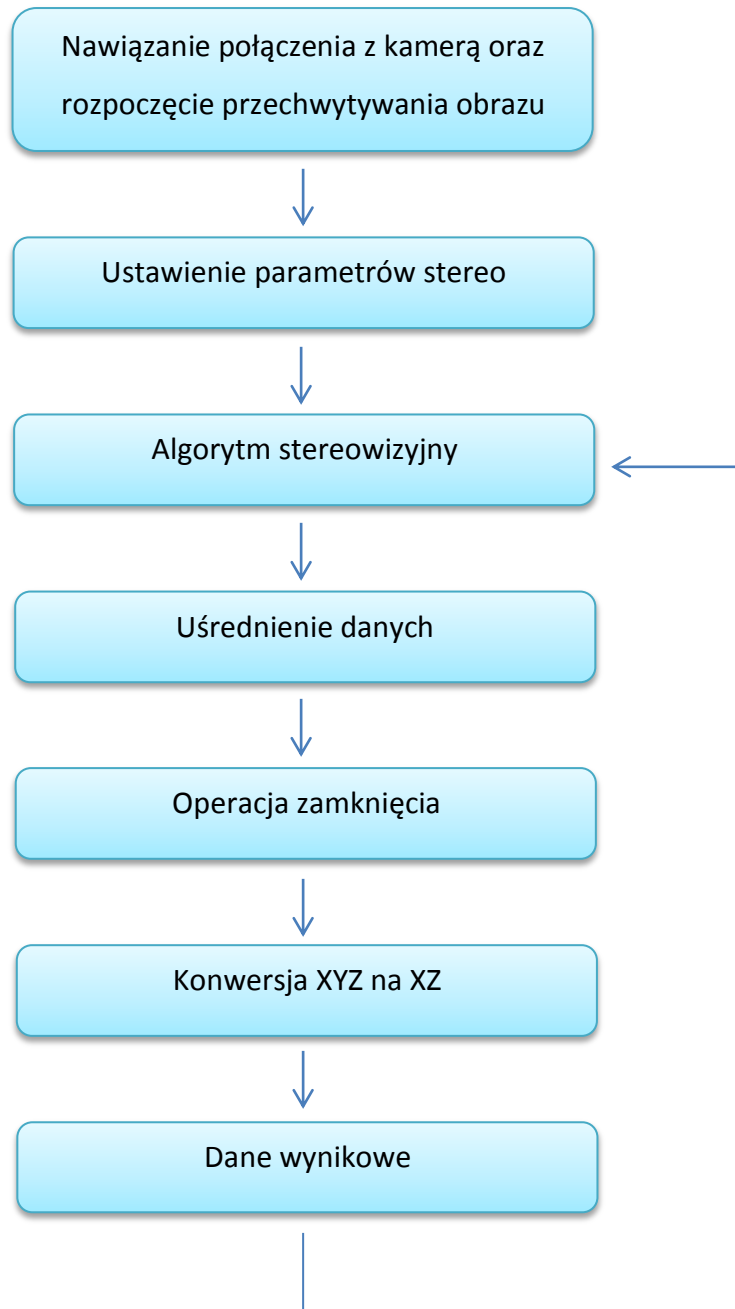 Nawiązanie połączenia z kamerą oraz
rozpoczęcie przechwytywania obrazu
Ustawienie parametrów stereo
Algorytm stereowizyjny
Uśrednienie danych
Operacja zamknięcia
Konwersja XYZ na XZ
Dane wynikowe